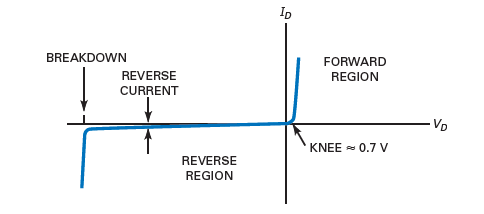 I_D
BREAKDOWN
FORWARD
REGION
REVERSE
CURRENT
V_D
KNEE ≈ 0.7 V
REVERSE
REGION